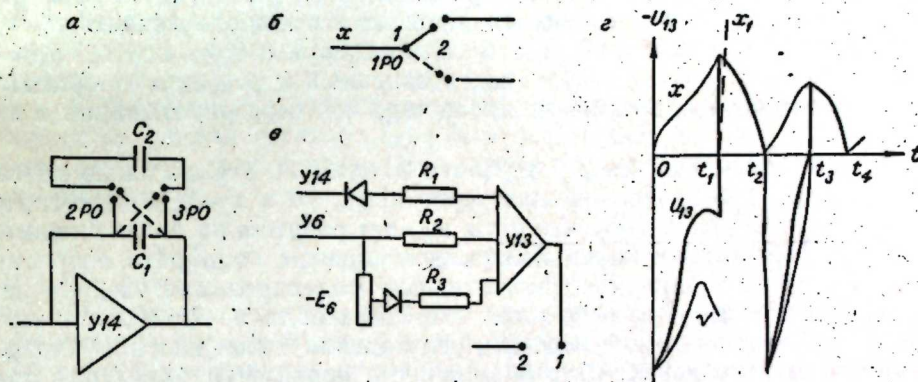 а
б
х
1
2
1РО
г
-U13
x1
x
0
t1
t2
t3
t4
t
U13
v
C2
2РО
3РО
C1
У14
в
У14
R1
У6
R2
У13
R3
-E6
2
1